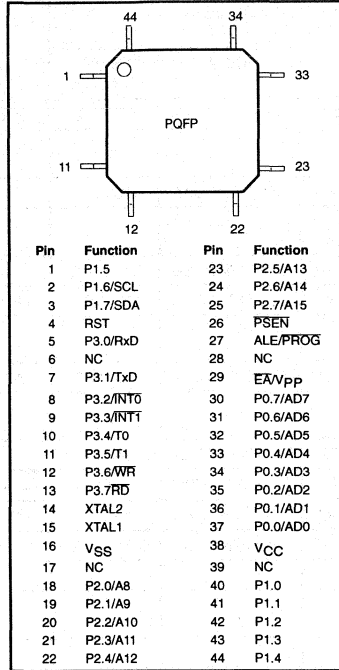 44 34
1 33
PQFP
11 23
12 22
Pin Function Pin Function
1 P1.5 23 P2.5/A13
2 P1.6/SCL 24 P2.6/A14
3 P1.7/SDA 25 P2.7/A15
4 RST 26 P̅S̅E̅N̅
5 P3.0/RxD 27 ALE/P̅R̅O̅G̅
6 NC 28 NC
7 P3.1/TxD 29 E̅A̅/VPP
8 P3.2/I̅N̅T̅0̅ 30 P0.7/AD7
9 P3.3/I̅N̅T̅1̅ 31 P0.6/AD6
10 P3.4/T0 32 P0.5/AD5
11 P3.5/T1 33 P0.4/AD4
12 P3.6/W̅R̅ 34 P0.3/AD3
13 P3.7R̅D̅ 35 P0.2/AD2
14 XTAL2 36 P0.1/AD1
15 XTAL1 37 P0.0/AD0
16 VSS 38 VCC
17 NC 39 NC
18 P2.0/A8 40 P1.0
19 P2.1/A9 41 P1.1
20 P2.2/A10 42 P1.2
21 P2.3/A11 43 P1.3
22 P2.4/A12 44 P1.4